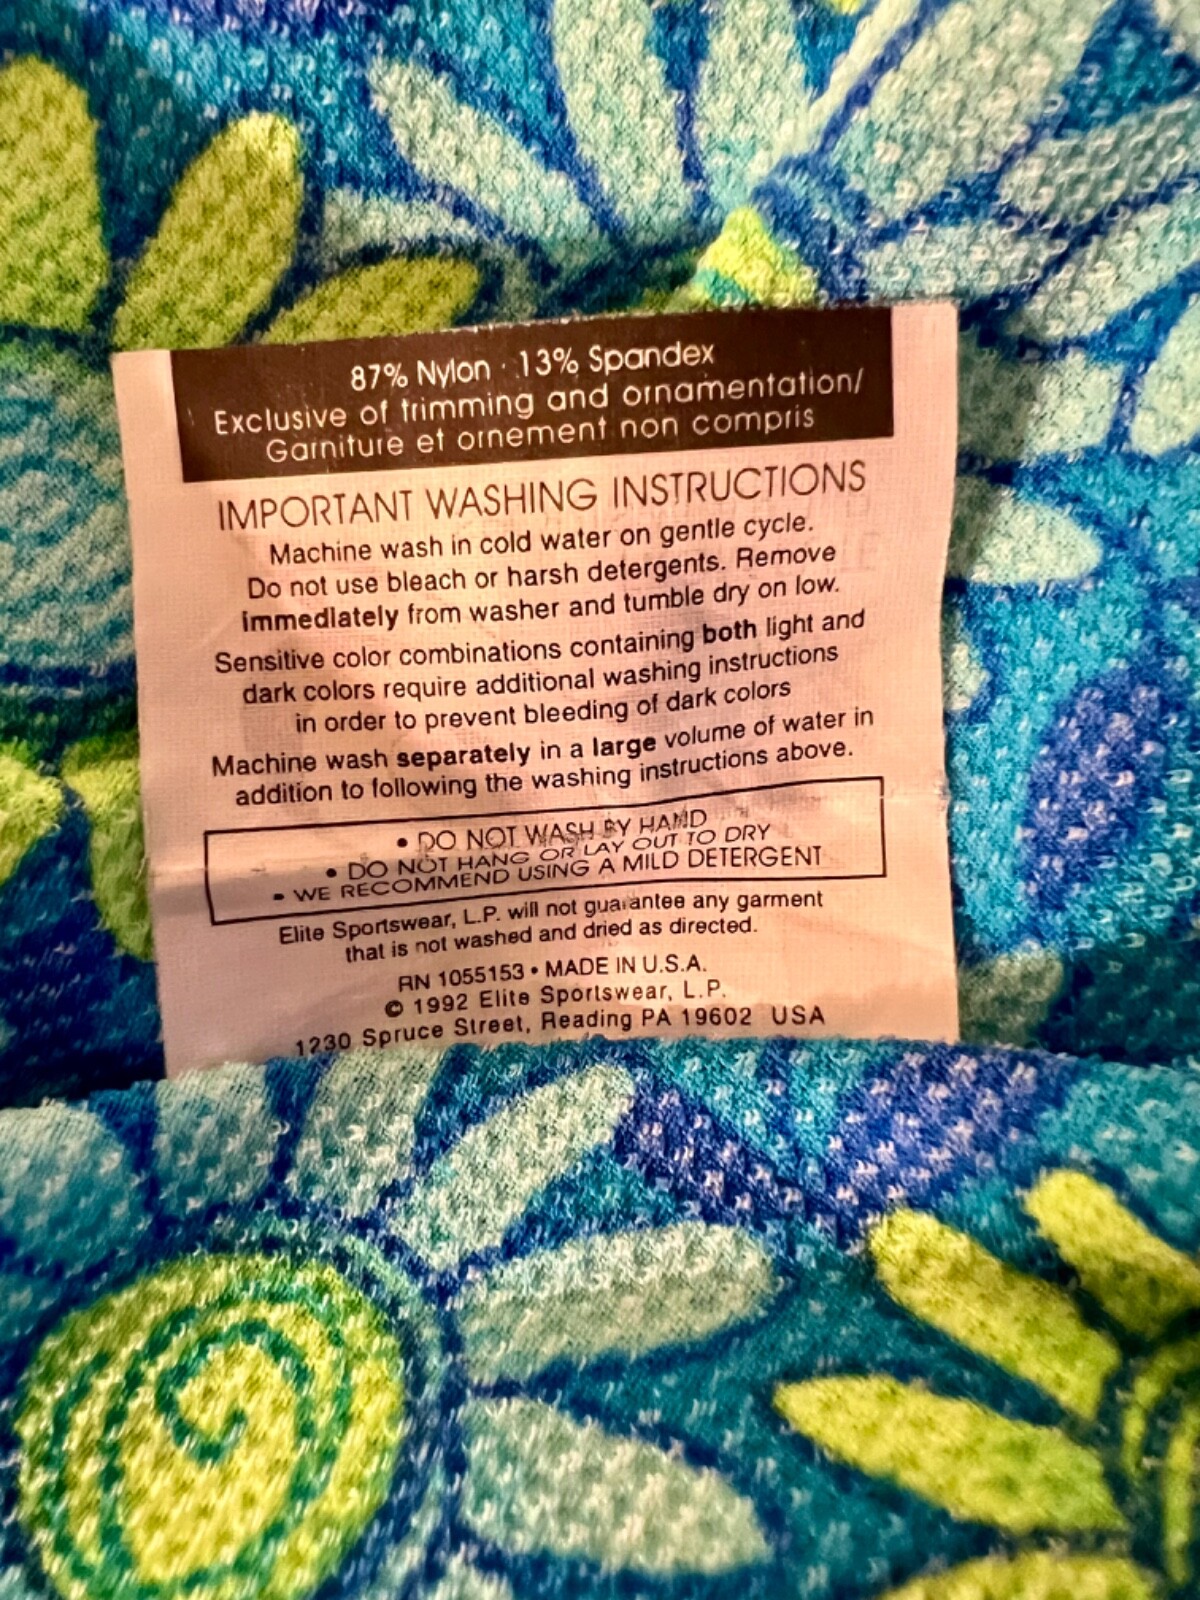 87% Nylon · 13% Spandex
Exclusive of trimming and ornamentation/
Garniture et ornement non compris
IMPORTANT WASHING INSTRUCTIONS
Machine wash in cold water on gentle cycle.
Do not use bleach or harsh detergents. Remove
immediately from washer and tumble dry on low.
Sensitive color combinations containing both light and
dark colors require additional washing instructions
in order to prevent bleeding of dark colors
Machine wash separately in a large volume of water in
addition to following the washing instructions above.
• DO NOT WASH BY HAND
• DO NOT HANG OR LAY OUT TO DRY
• WE RECOMMEND USING A MILD DETERGENT
Elite Sportswear, L.P. will not guarantee any garment
that is not washed and dried as directed.
RN 1055153 • MADE IN U.S.A.
© 1992 Elite Sportswear, L.P.
1230 Spruce Street, Reading PA 19602 USA